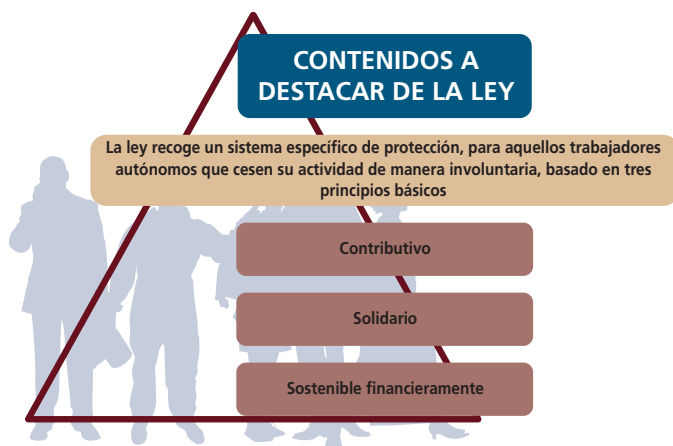 CONTENIDOS A
DESTACAR DE LA LEY
La ley recoge un sistema específico de protección, para aquellos trabajadores
autónomos que cesen su actividad de manera involuntaria, basado en tres
principios básicos
Contributivo
Solidario
Sostenible financieramente